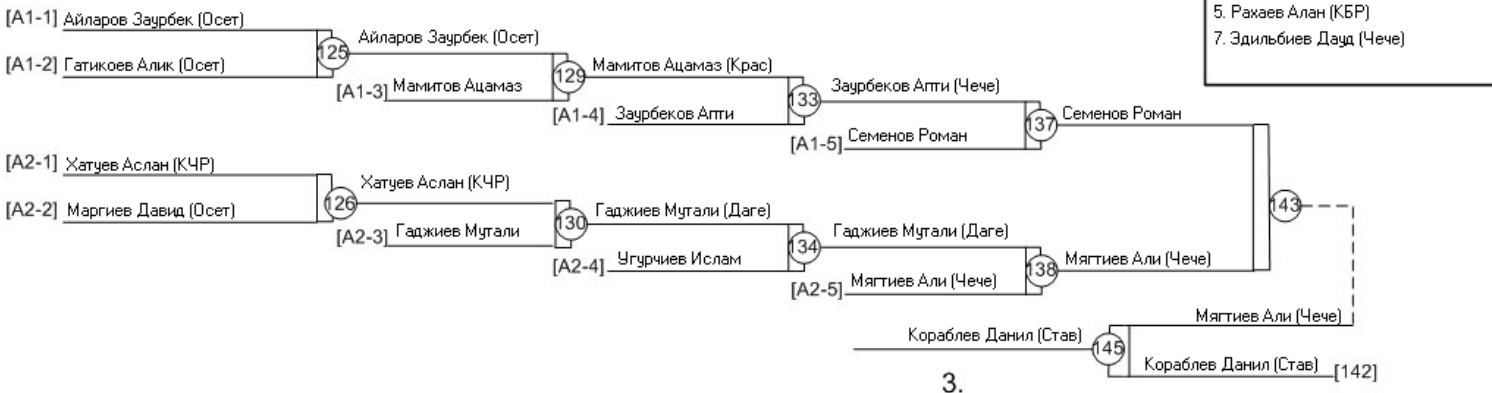 5. Рахаев Алан (КБР)
7. Эдильбиев Дауд (Чече)
[A1-1] Айларов Заурбек (Осет)
125 Айларов Заурбек (Осет)
[A1-2] Гатикоев Алик (Осет)
129 Мамитов Ацамаз (Крас)
[A1-3] Мамитов Ацамаз
133 Заурбеков Апти (Чече)
[A1-4] Заурбеков Апти
137 Семенов Роман
[A1-5] Семенов Роман
[A2-1] Хатуев Аслан (КЧР)
126 Хатуев Аслан (КЧР)
[A2-2] Маргиев Давид (Осет)
143
130 Гаджиев Мутали (Даге)
[A2-3] Гаджиев Мутали
134 Гаджиев Мутали (Даге)
[A2-4] Угурчиев Ислам
138 Мягтиев Али (Чече)
[A2-5] Мягтиев Али (Чече)
Мягтиев Али (Чече)
Кораблев Данил (Став) 145
Кораблев Данил (Став) [142]
3.